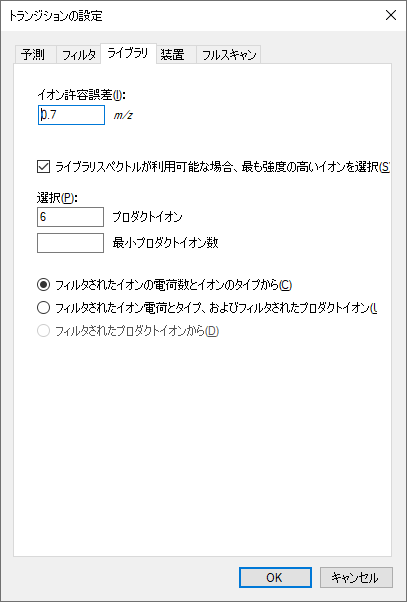 トランジションの設定
予測 フィルタ ライブラリ 装置 フルスキャン
イオン許容誤差(I):
0.7 m/z
ライブラリスペクトルが利用可能な場合、最も強度の高いイオンを選択(S
選択(P):
6 プロダクトイオン
最小プロダクトイオン数
フィルタされたイオンの電荷数とイオンのタイプから(C)
フィルタされたイオン電荷とタイプ、およびフィルタされたプロダクトイオン(U
フィルタされたプロダクトイオンから(D)
OK キャンセル